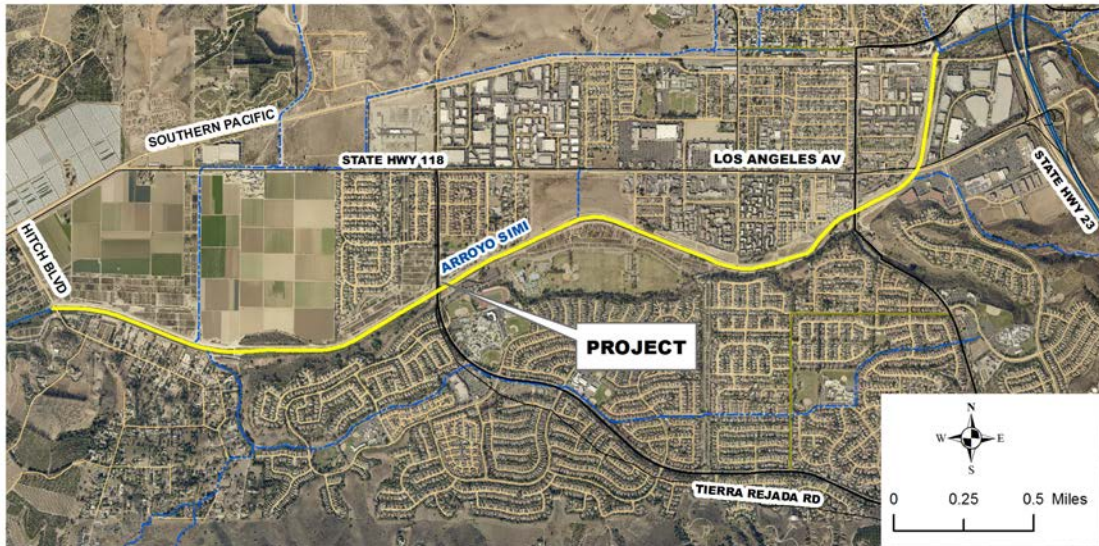 SOUTHERN PACIFIC
STATE HWY 118
LOS ANGELES AV
STATE HWY 23
HITCH BLVD
ARROYO SIMI
PROJECT
TIERRA REJADA RD
N
W E
S
0 0.25 0.5 Miles